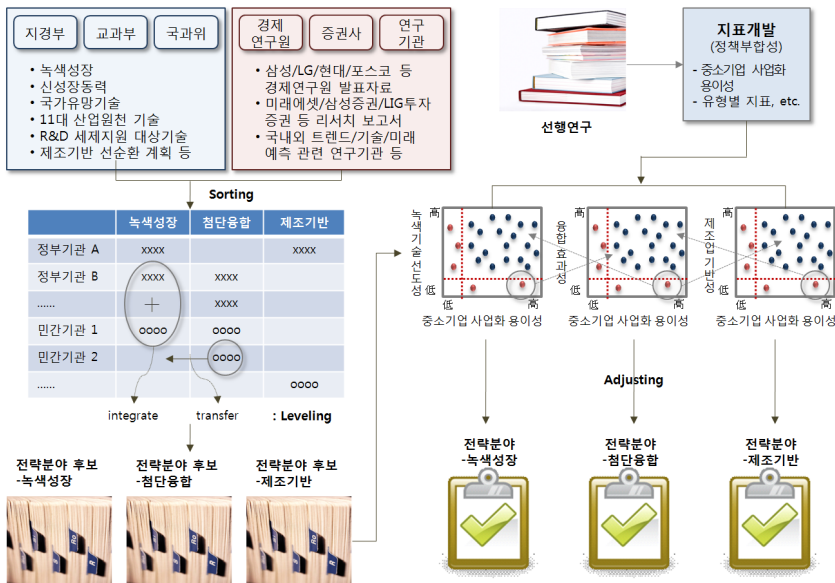 지경부
교과부
국과위
• 녹색성장
• 신성장동력
• 국가유망기술
• 11대 산업원천 기술
• R&D 세제지원 대상기술
• 제조기반 선순환 계획 등
경제
연구원
증권사
연구
기관
• 삼성/LG/현대/포스코 등
경제연구원 발표자료
• 미래에셋/삼성증권/LIG투자
증권 등 리서치 보고서
• 국내외 트렌드/기술/미래
예측 관련 연구기관 등
선행연구
지표개발
(정책부합성)
- 중소기업 사업화
용이성
- 유형별 지표, etc.
Sorting
녹색성장 첨단융합 제조기반
정부기관 A xxxx xxxx
정부기관 B xxxx xxxx
...... + xxxx
민간기관 1 oooo oooo
민간기관 2 oooo
...... oooo
integrate transfer : Leveling
전략분야 후보
-녹색성장
전략분야 후보
-첨단융합
전략분야 후보
-제조기반
Ro
S
R
Ro
S
R
Ro
S
R
高
녹색기술선도성
低
低 高
중소기업 사업화 용이성
高
융합 효과성
低
低 高
중소기업 사업화 용이성
高
제조업기반성
低
低 高
중소기업 사업화 용이성
Adjusting
전략분야
-녹색성장
전략분야
-첨단융합
전략분야
-제조기반